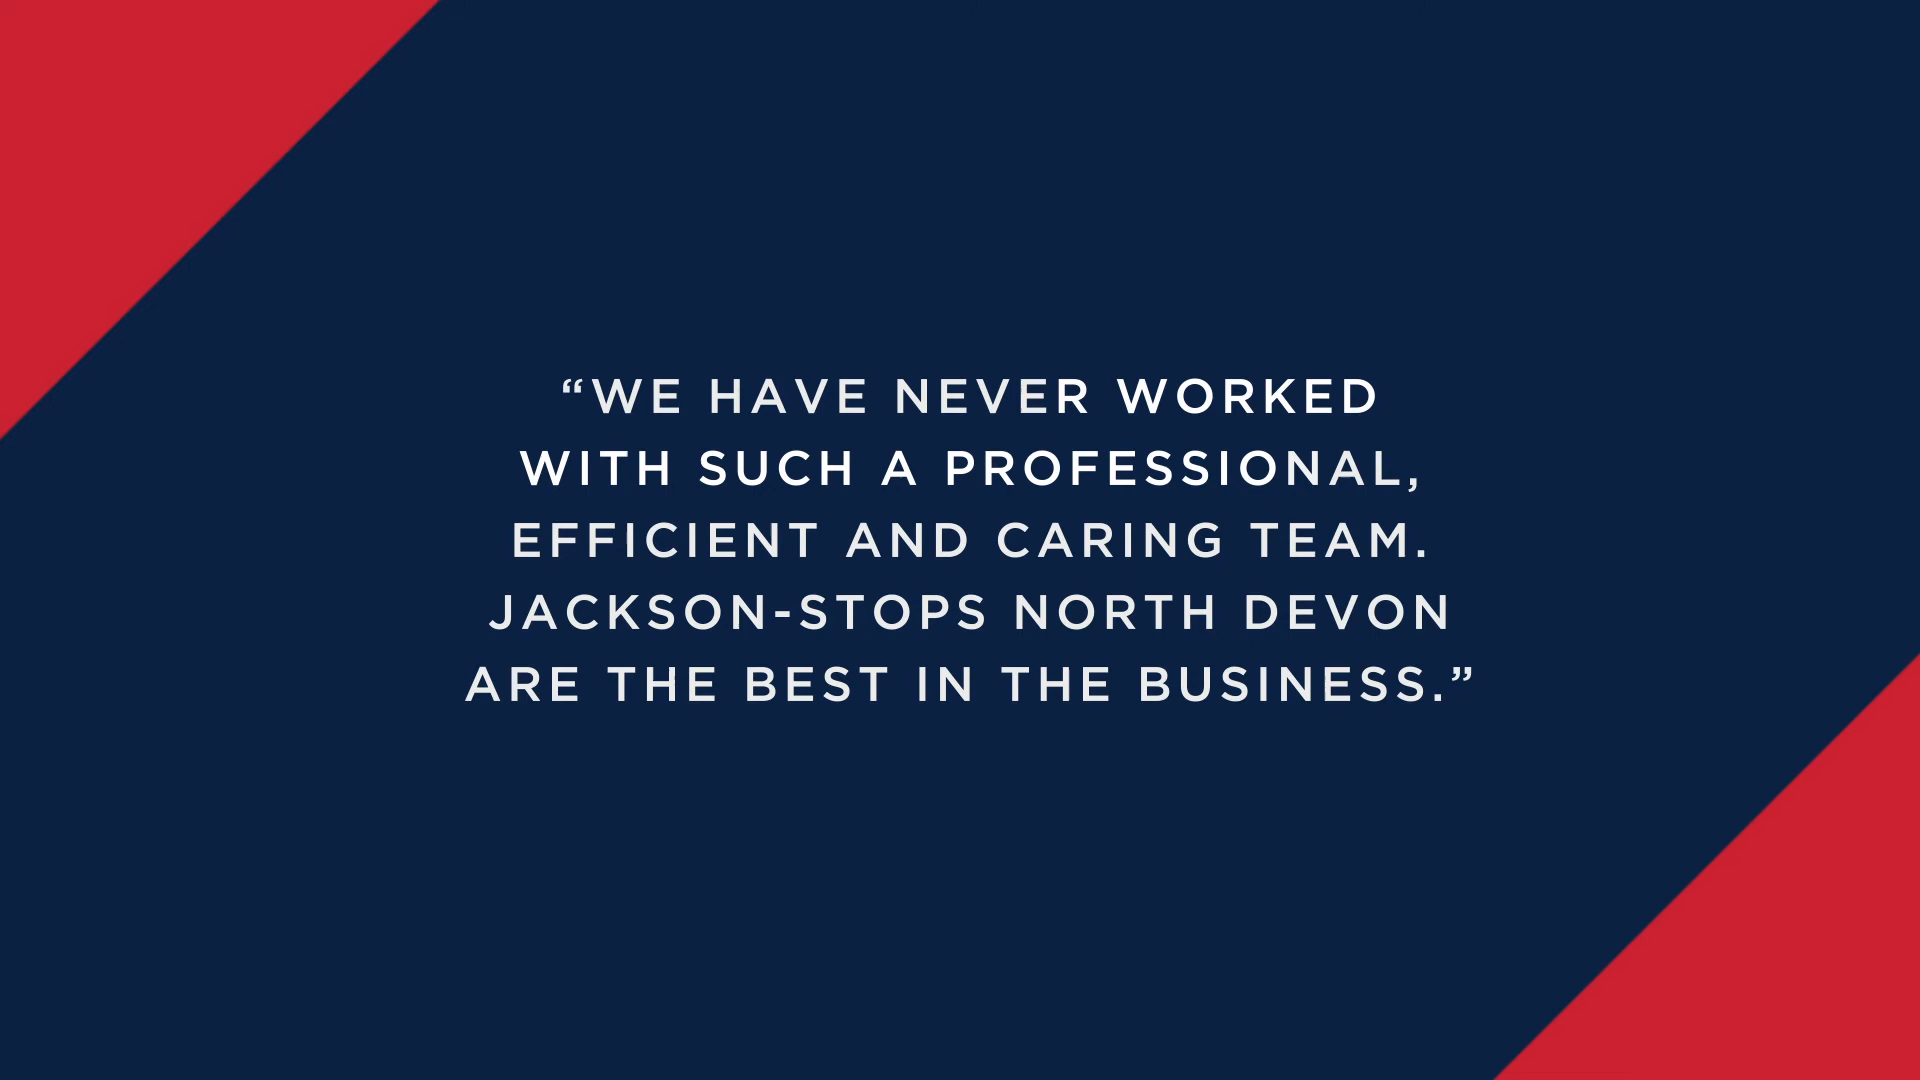 “WE HAVE NEVER WORKED
WITH SUCH A PROFESSIONAL,
EFFICIENT AND CARING TEAM.
JACKSON-STOPS NORTH DEVON
ARE THE BEST IN THE BUSINESS.”